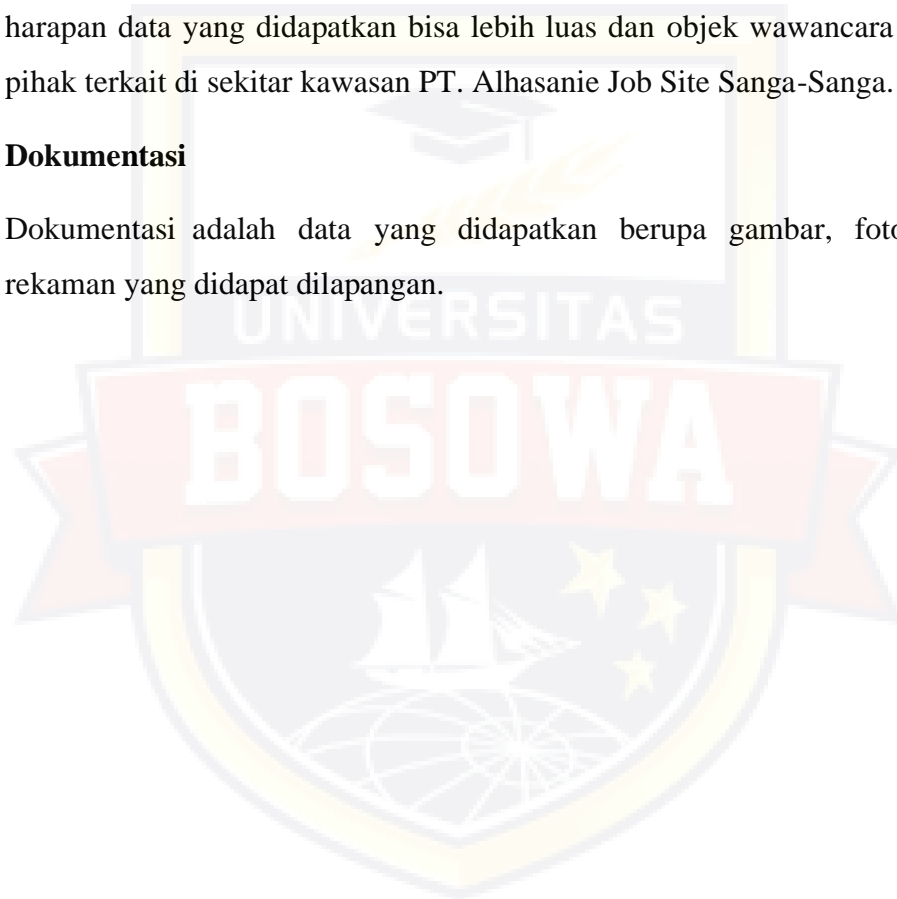 harapan data yang didapatkan bisa lebih luas dan objek wawancara
pihak terkait di sekitar kawasan PT. Alhasanie Job Site Sanga-Sanga.
Dokumentasi
Dokumentasi adalah data yang didapatkan berupa gambar, foto
rekaman yang didapat dilapangan.
UNIVERSITAS
BOSOWA